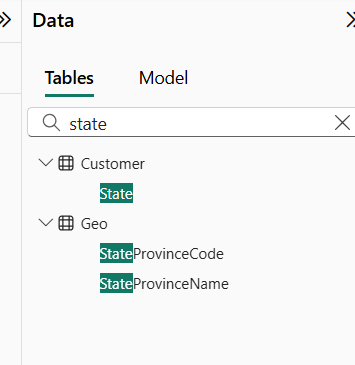 Data
Tables Model
state
Customer
State
Geo
StateProvinceCode
StateProvinceName